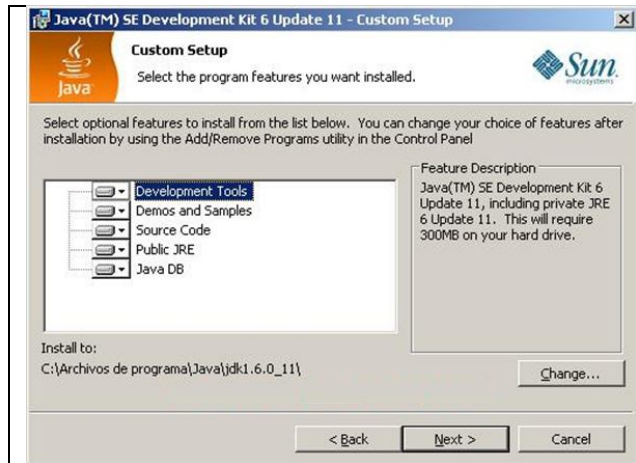 Java(TM) SE Development Kit 6 Update 11 - Custom Setup
Java
Custom Setup
Select the program features you want installed.
Sun
microsystems
Select optional features to install from the list below. You can change your choice of features after
installation by using the Add/Remove Programs utility in the Control Panel
Development Tools
Demos and Samples
Source Code
Public JRE
Java DB
Feature Description
Java(TM) SE Development Kit 6
Update 11, including private JRE
6 Update 11. This will require
300MB on your hard drive.
Install to:
C:\Archivos de programa\Java\jdk1.6.0_11\
Change...
< Back
Next >
Cancel